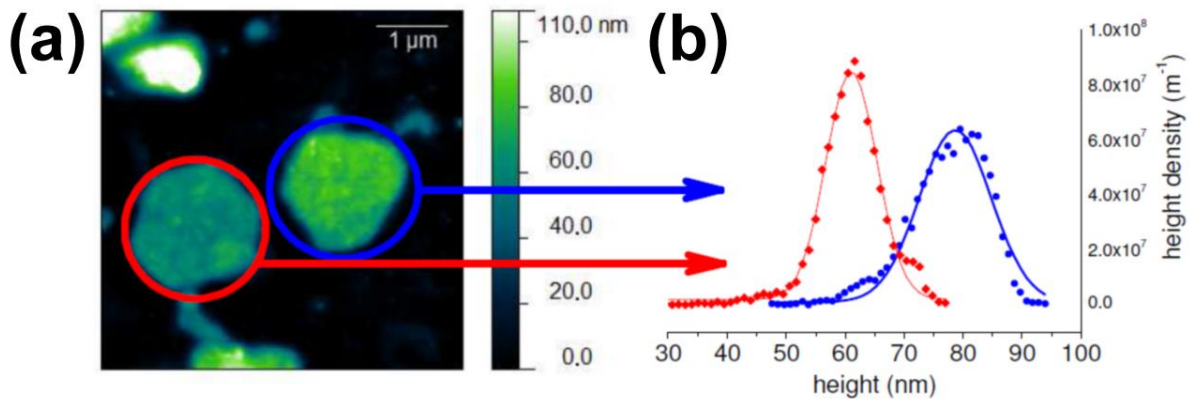 (a)
1 µm
110.0 nm
80.0
60.0
40.0
20.0
0.0
(b)
1.0x10⁸
8.0x10⁷
6.0x10⁷
4.0x10⁷
2.0x10⁷
0.0
height density (m⁻¹)
30 40 50 60 70 80 90 100
height (nm)